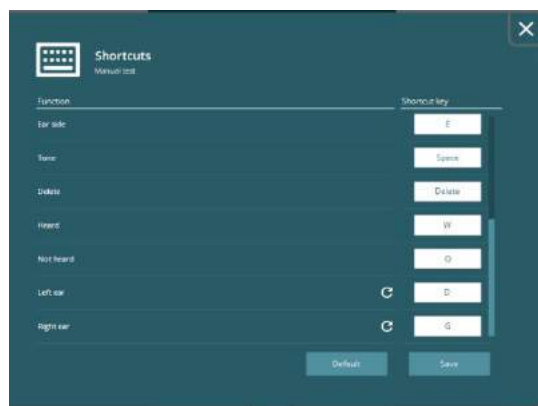 Shortcuts
Manual test
Function Shortcut key
Ear side E
Tone Space
Delete Delete
Heard W
Not heard O
Left ear D
Right ear G
Default Save